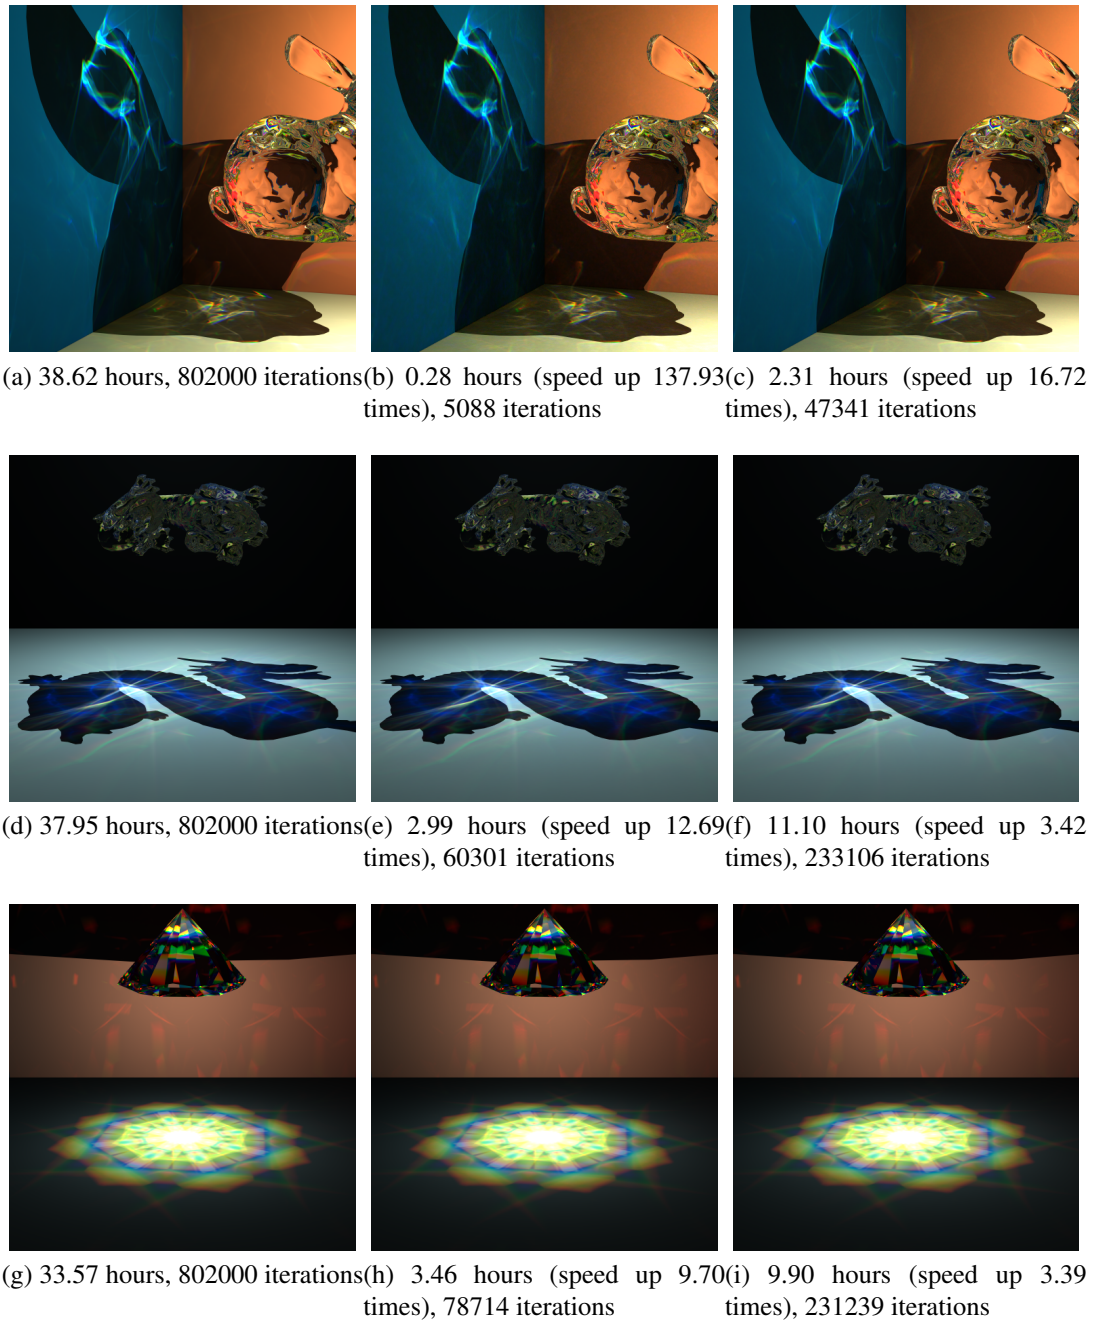 (a) 38.62 hours, 802000 iterations
(b) 0.28 hours (speed up 137.93
times), 5088 iterations
(c) 2.31 hours (speed up 16.72
times), 47341 iterations
(d) 37.95 hours, 802000 iterations
(e) 2.99 hours (speed up 12.69
times), 60301 iterations
(f) 11.10 hours (speed up 3.42
times), 233106 iterations
(g) 33.57 hours, 802000 iterations
(h) 3.46 hours (speed up 9.70
times), 78714 iterations
(i) 9.90 hours (speed up 3.39
times), 231239 iterations